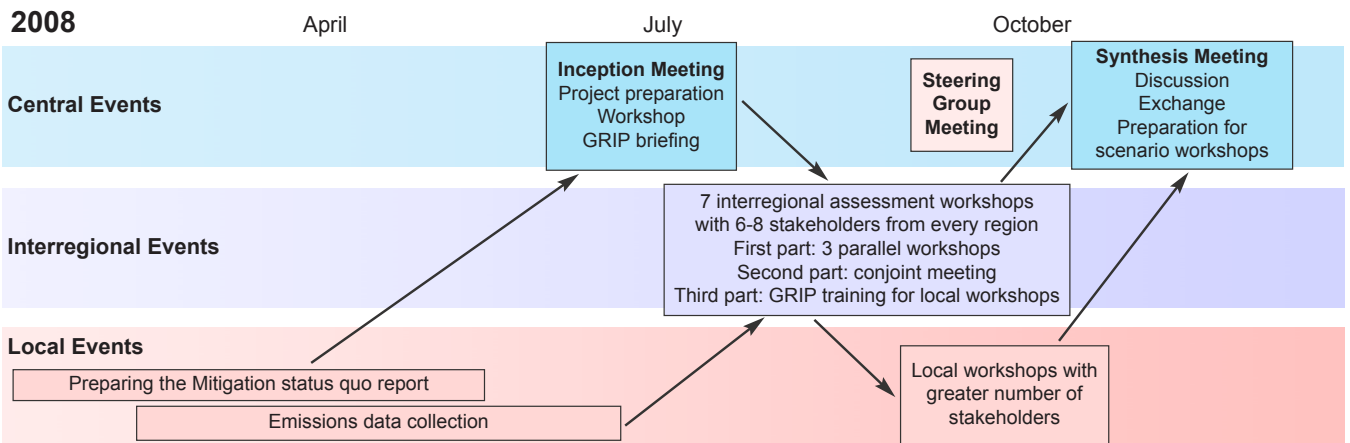 2008
April
July
October
Central Events
Inception Meeting
Project preparation
Workshop
GRIP briefing
Steering
Group
Meeting
Synthesis Meeting
Discussion
Exchange
Preparation for
scenario workshops
Interregional Events
7 interregional assessment workshops
with 6-8 stakeholders from every region
First part: 3 parallel workshops
Second part: conjoint meeting
Third part: GRIP training for local workshops
Local Events
Preparing the Mitigation status quo report
Emissions data collection
Local workshops with
greater number of
stakeholders